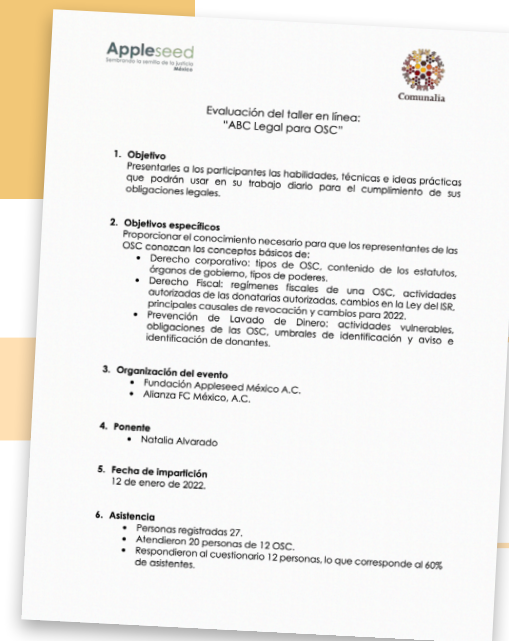 Appleseed
Sembrando la semilla de la justicia
México
Comunalia
Evaluación del taller en línea:
"ABC Legal para OSC"
1. Objetivo
Presentarles a los participantes las habilidades, técnicas e ideas prácticas
que podrán usar en su trabajo diario para el cumplimiento de sus
obligaciones legales.
2. Objetivos específicos
Proporcionar el conocimiento necesario para que los representantes de las
OSC conozcan los conceptos básicos de:
• Derecho corporativo: tipos de OSC, contenido de los estatutos,
órganos de gobierno, tipos de poderes.
• Derecho Fiscal: regímenes fiscales de una OSC, actividades
autorizadas de las donatarias autorizadas, cambios en la Ley del ISR,
principales causales de revocación y cambios para 2022.
• Prevención de Lavado de Dinero: actividades vulnerables,
obligaciones de las OSC, umbrales de identificación y aviso e
identificación de donantes.
3. Organización del evento
• Fundación Appleseed México A.C.
• Alianza FC México, A.C.
4. Ponente
• Natalia Alvarado
5. Fecha de impartición
12 de enero de 2022.
6. Asistencia
• Personas registradas 27.
• Atendieron 20 personas de 12 OSC.
• Respondieron al cuestionario 12 personas, lo que corresponde al 60%
de asistentes.